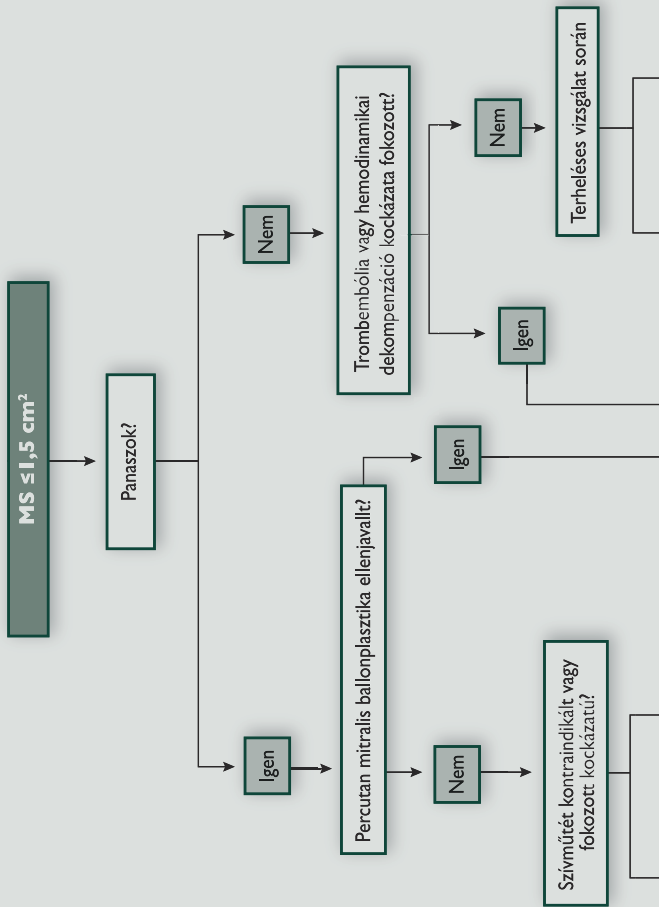 MS ≤ 1,5 cm²
Panaszok?
Igen
Nem
Percutan mitralis ballonplasztika ellenjavallt?
Trombembólia vagy hemodinamikai
dekompenzáció kockázata fokozott?
Nem
Igen
Igen
Nem
Szívműtét kontraindikált vagy
fokozott kockázatú?
Terheléses vizsgálat során